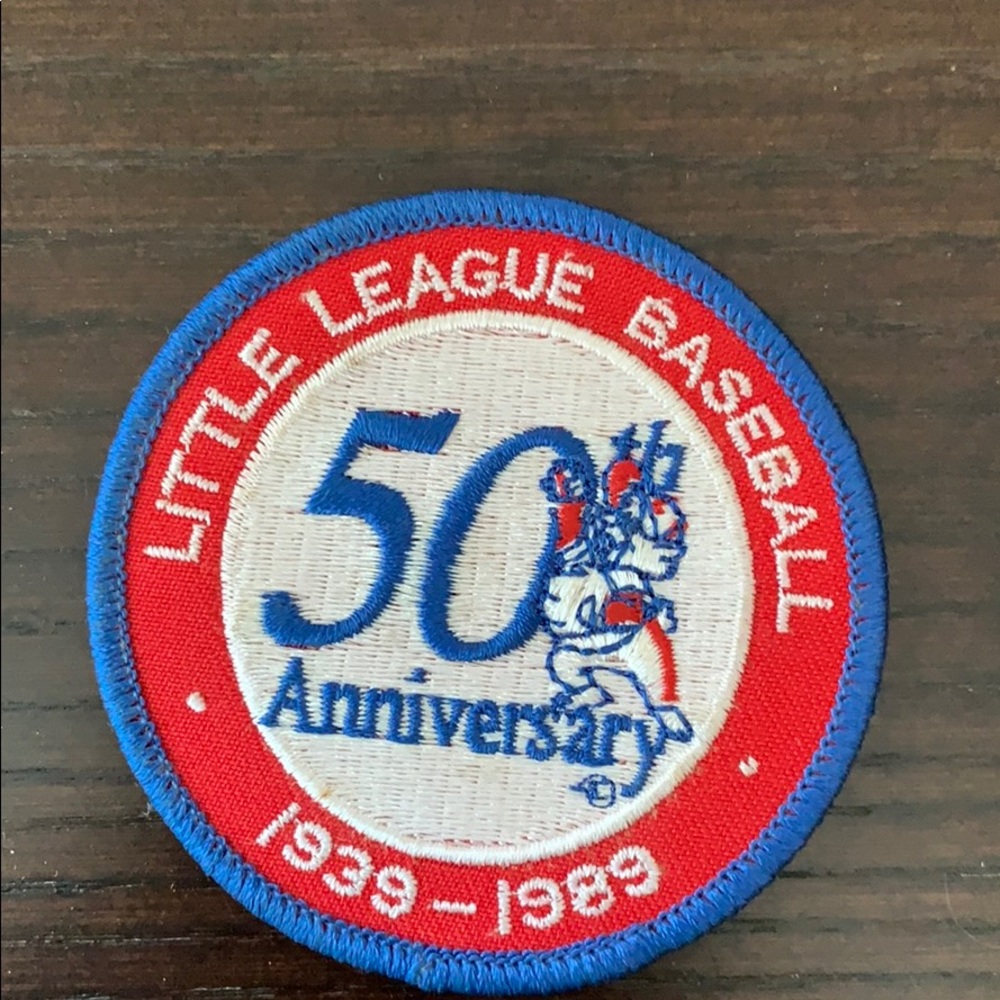 LITTLE LEAGUE BASEBALL
50th
Anniversary
1939-1989